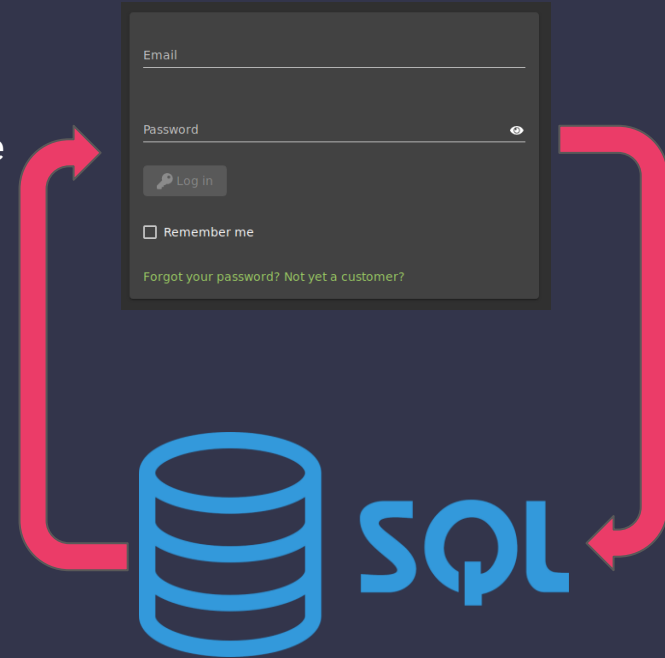 Email
e
Password
Log in
Remember me
Forgot your password? Not yet a customer?
SQL